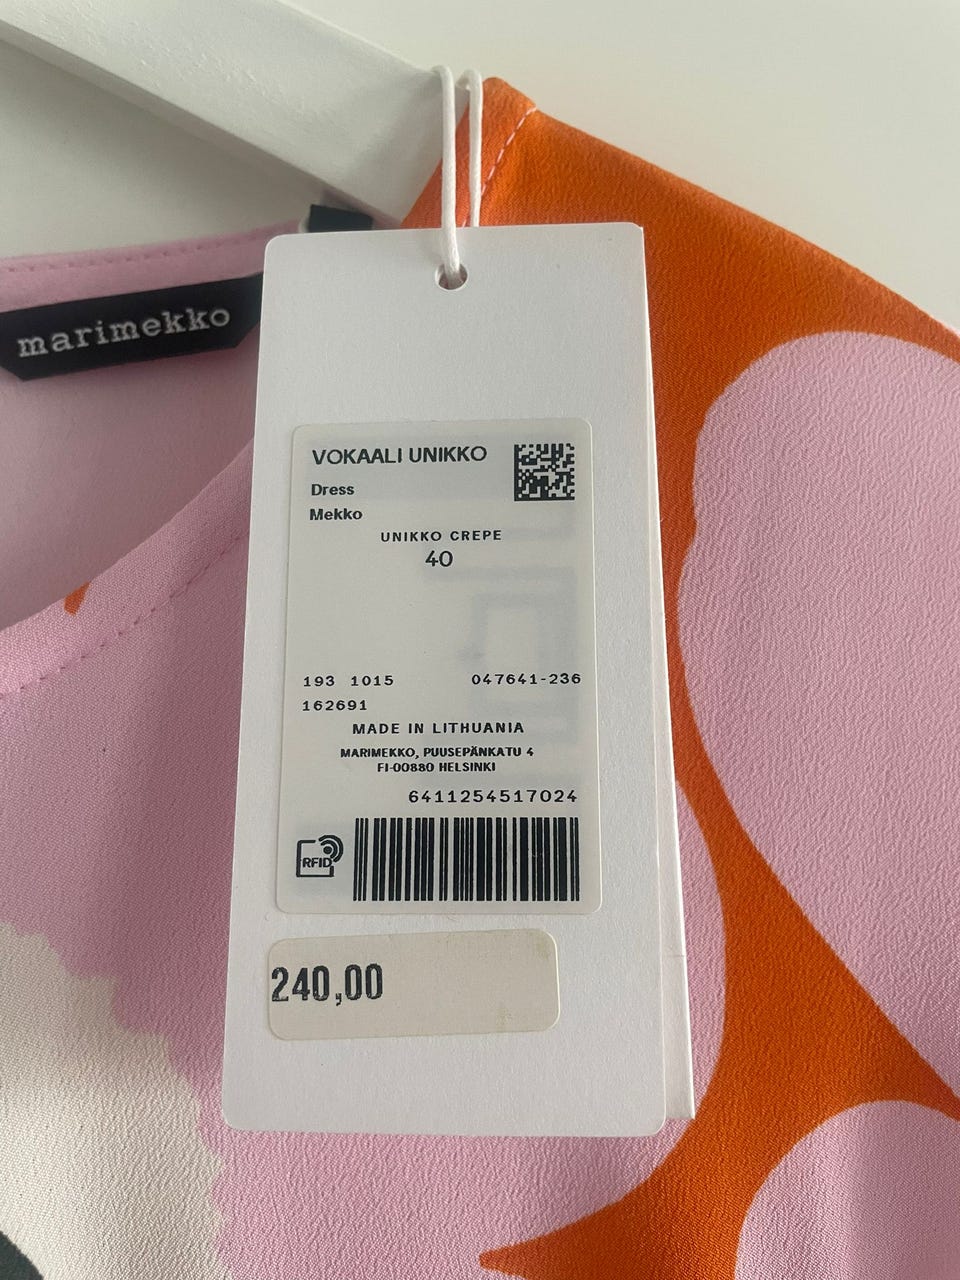 marimekko
VOKAALI UNIKKO
Dress
Mekko
UNIKKO CREPE
40
193 1015 047641-236
162691
MADE IN LITHUANIA
MARIMEKKO, PUUSEPÄNKATU 4
FI-00880 HELSINKI
6411254517024
RFID
240,00